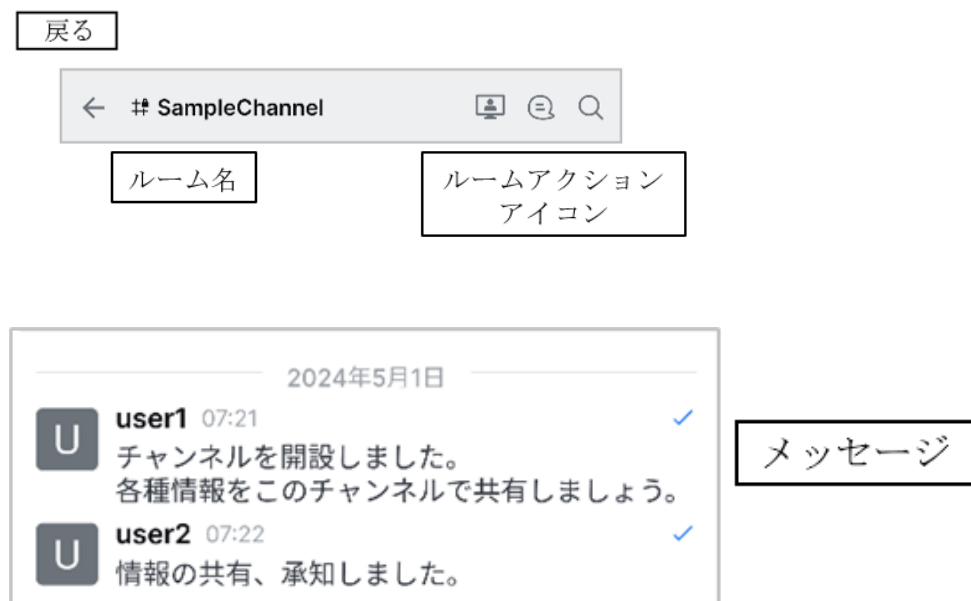 戻る
SampleChannel
ルーム名
ルームアクション
アイコン
2024年5月1日
U
user1 07:21
チャンネルを開設しました。
各種情報をこのチャンネルで共有しましょう。
メッセージ
U
user2 07:22
情報の共有、承知しました。